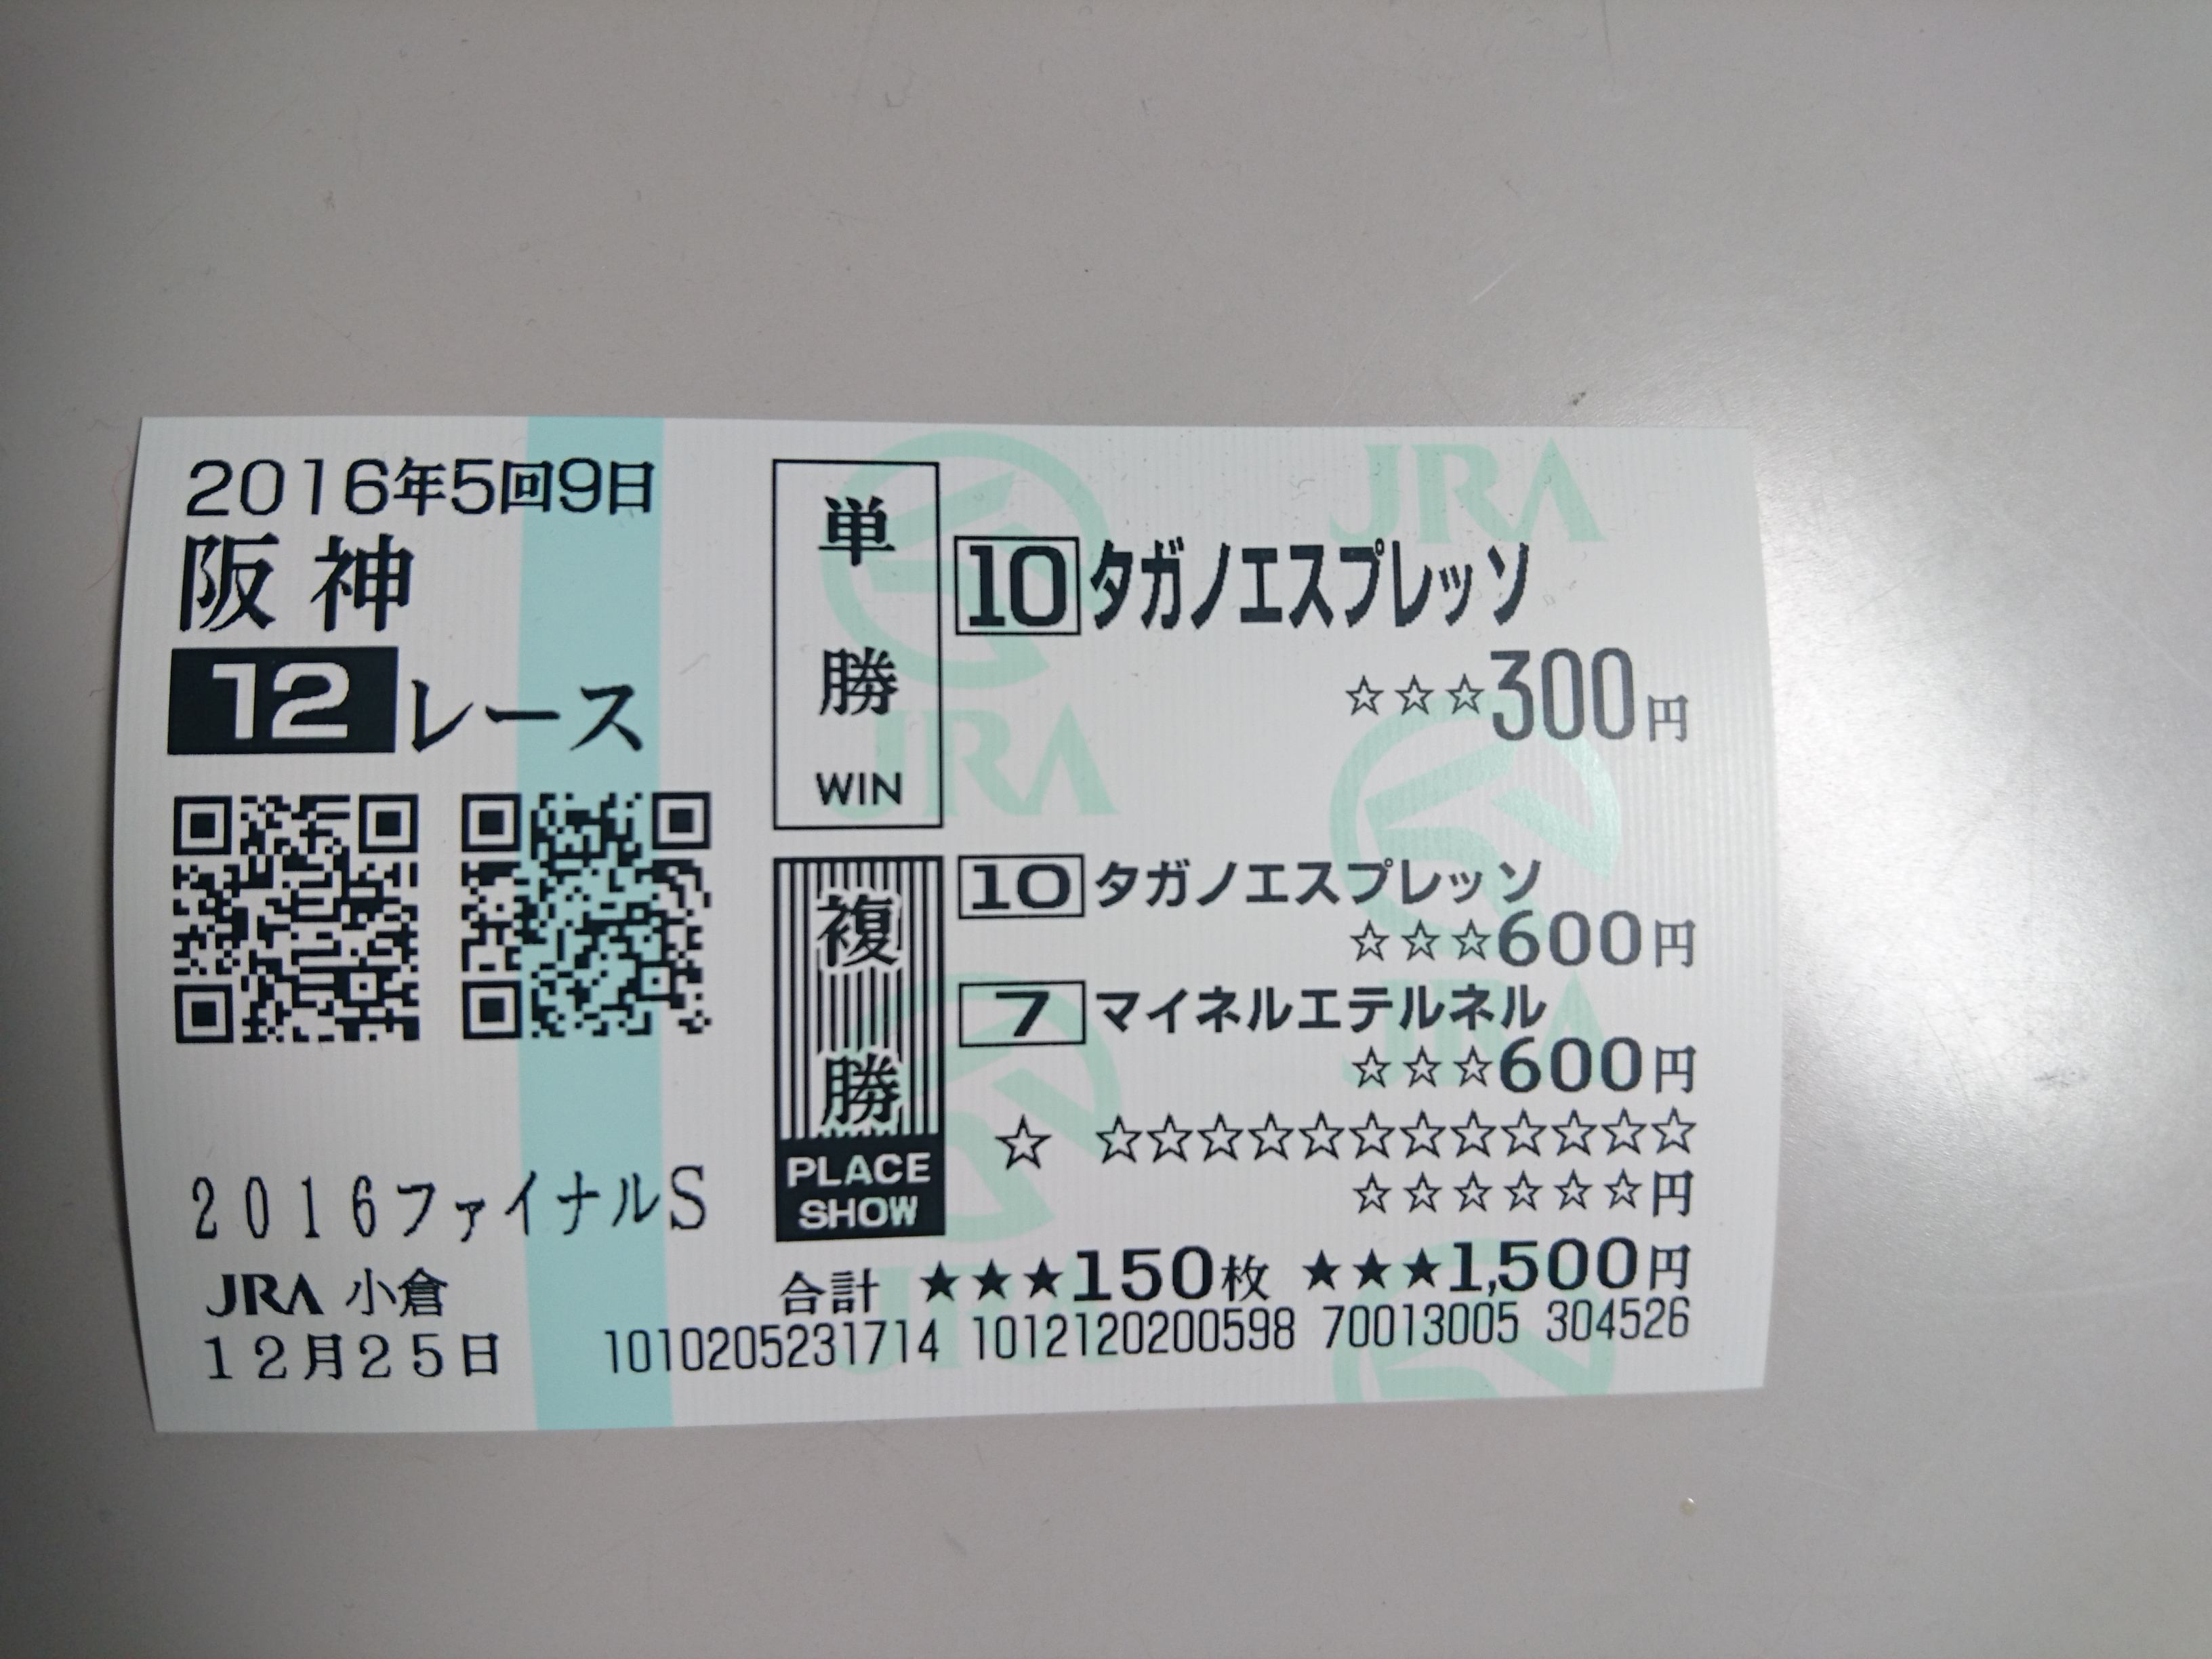 2016年5回9日
阪神
12レース
2016ファイナルS
JRA 小倉
12月25日
単勝
WIN
10 タガノエスプレッソ
☆☆☆300円
複勝
PLACE
SHOW
10 タガノエスプレッソ
☆☆☆600円
7 マイネルエテルネル
☆☆☆600円
☆ ☆☆☆☆☆☆☆☆☆☆☆☆
☆☆☆☆☆☆円
合計 ★★★150枚 ★★★1,500円
1010205231714 1012120200598 70013005 304526
JRA
JRA